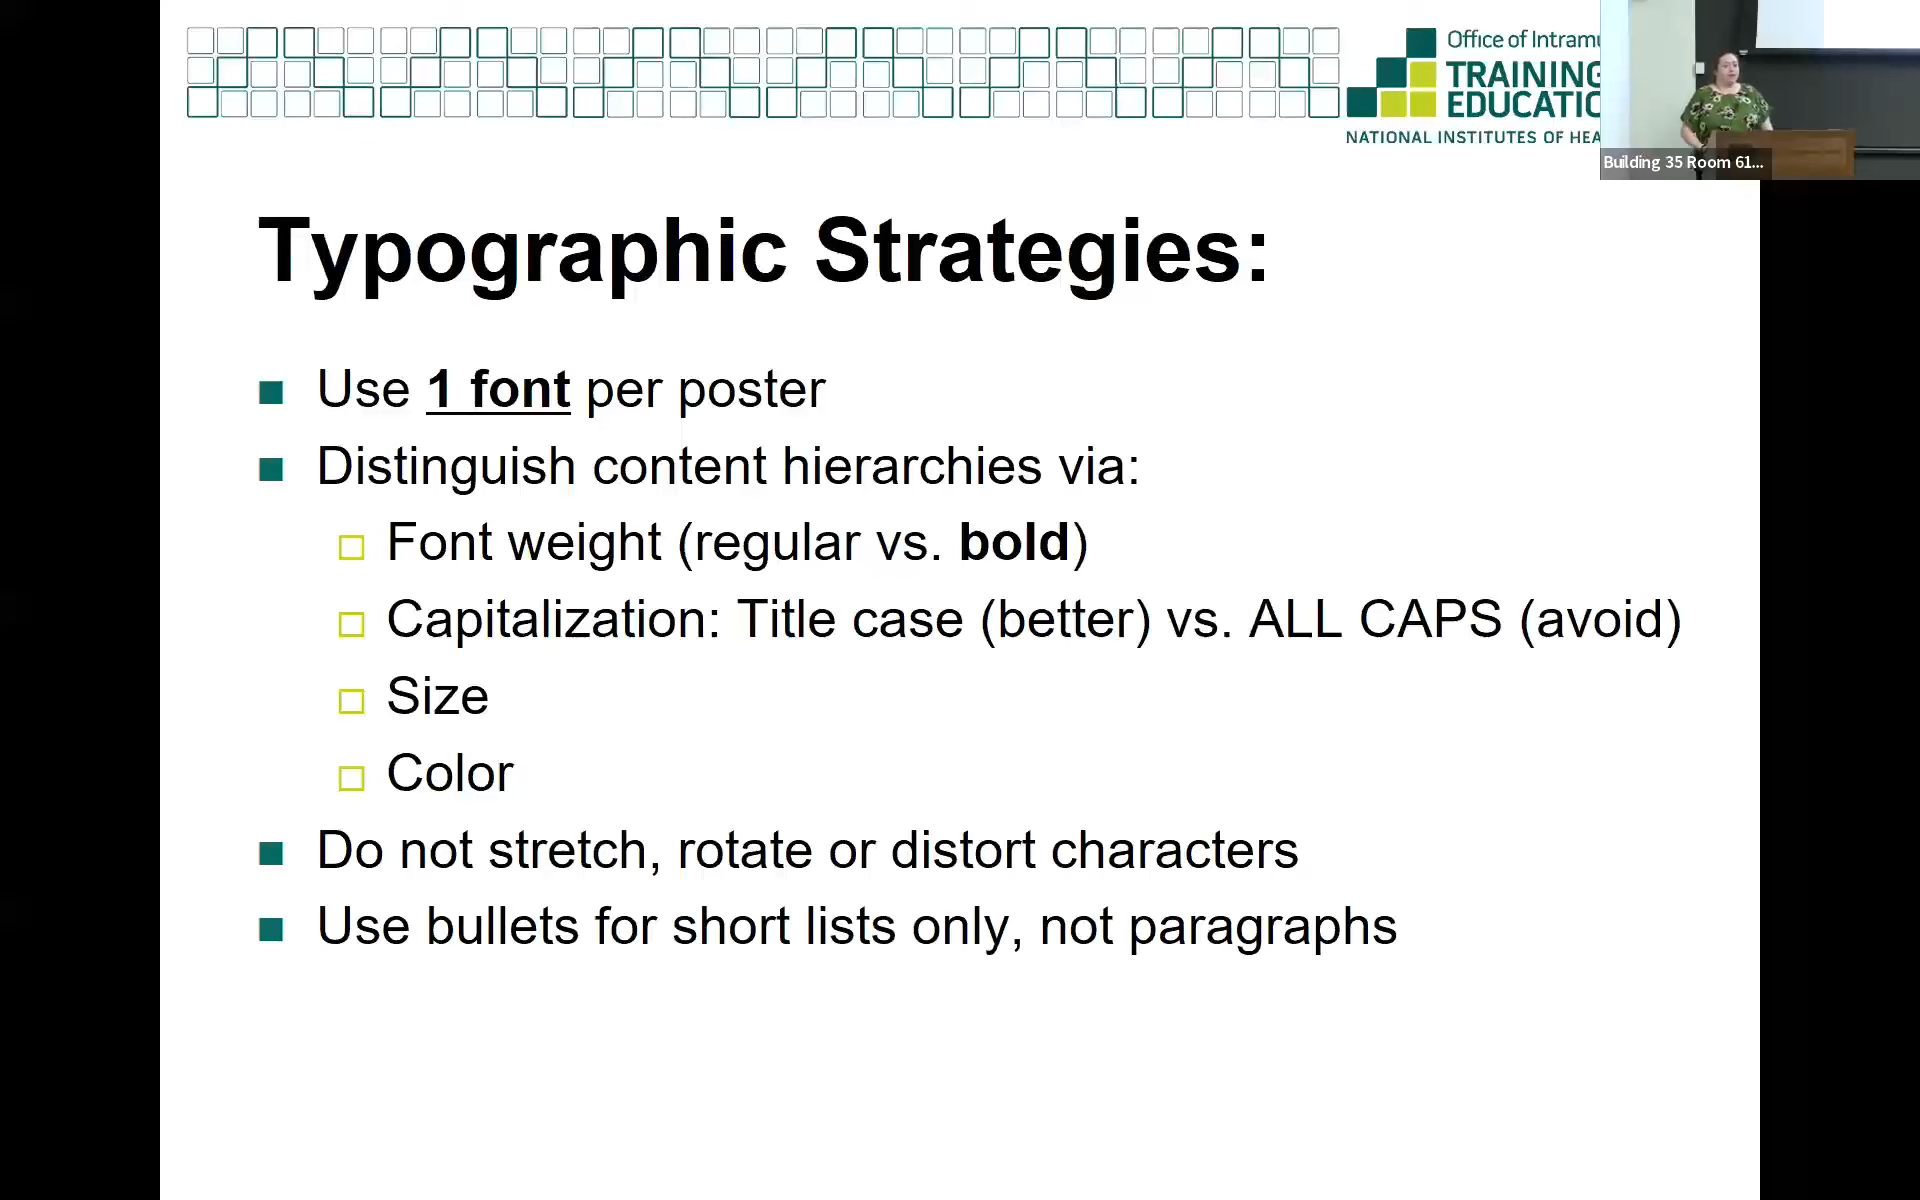 Office of Intramu
TRAINING
EDUCATIO
NATIONAL INSTITUTES OF HEA
Building 35 Room 61...
Typographic Strategies:
Use 1 font per poster
Distinguish content hierarchies via:
Font weight (regular vs. bold)
Capitalization: Title case (better) vs. ALL CAPS (avoid)
Size
Color
Do not stretch, rotate or distort characters
Use bullets for short lists only, not paragraphs